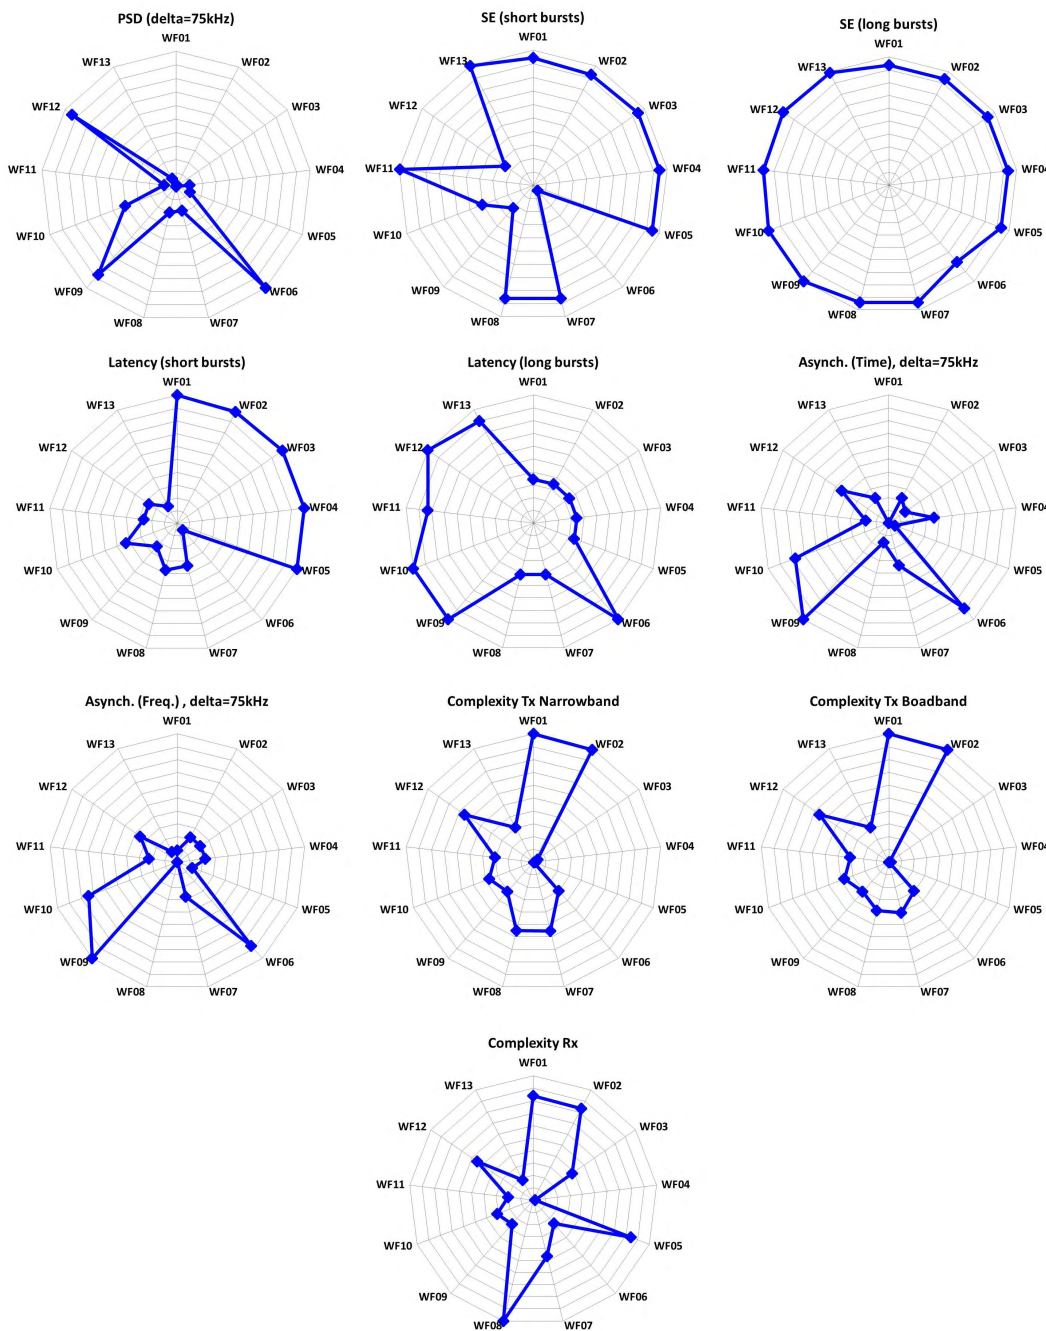 PSD (delta=75kHz)
WF01
WF02
WF03
WF04
WF05
WF06
WF07
WF08
WF09
WF10
WF11
WF12
WF13
SE (short bursts)
WF01
WF02
WF03
WF04
WF05
WF06
WF07
WF08
WF09
WF10
WF11
WF12
WF13
SE (long bursts)
WF01
WF02
WF03
WF04
WF05
WF06
WF07
WF08
WF09
WF10
WF11
WF12
WF13
Latency (short bursts)
WF01
WF02
WF03
WF04
WF05
WF06
WF07
WF08
WF09
WF10
WF11
WF12
WF13
Latency (long bursts)
WF01
WF02
WF03
WF04
WF05
WF06
WF07
WF08
WF09
WF10
WF11
WF12
WF13
Asynch. (Time), delta=75kHz
WF01
WF02
WF03
WF04
WF05
WF06
WF07
WF08
WF09
WF10
WF11
WF12
WF13
Asynch. (Freq.) , delta=75kHz
WF01
WF02
WF03
WF04
WF05
WF06
WF07
WF08
WF09
WF10
WF11
WF12
WF13
Complexity Tx Narrowband
WF01
WF02
WF03
WF04
WF05
WF06
WF07
WF08
WF09
WF10
WF11
WF12
WF13
Complexity Tx Boadband
WF01
WF02
WF03
WF04
WF05
WF06
WF07
WF08
WF09
WF10
WF11
WF12
WF13
Complexity Rx
WF01
WF02
WF03
WF04
WF05
WF06
WF07
WF08
WF09
WF10
WF11
WF12
WF13